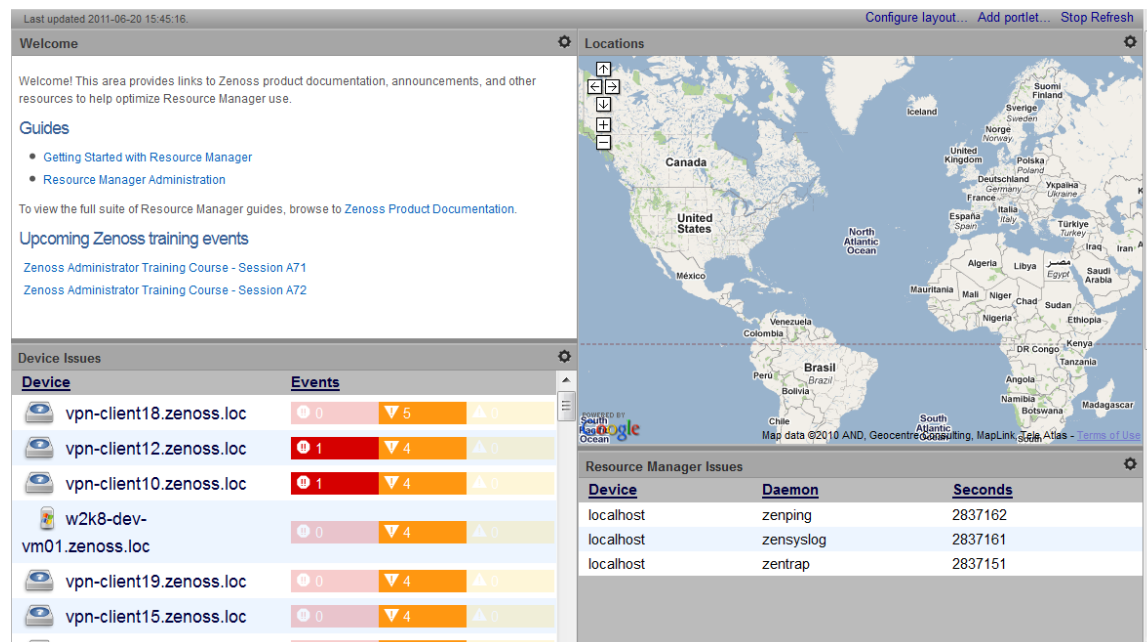 Last updated 2011-06-20 15:45:16.
Configure layout... Add portlet... Stop Refresh
Welcome
Welcome! This area provides links to Zenoss product documentation, announcements, and other
resources to help optimize Resource Manager use.
Guides
Getting Started with Resource Manager
Resource Manager Administration
To view the full suite of Resource Manager guides, browse to Zenoss Product Documentation.
Upcoming Zenoss training events
Zenoss Administrator Training Course - Session A71
Zenoss Administrator Training Course - Session A72
Device Issues
Device Events
vpn-client18.zenoss.loc 0 5 0
vpn-client12.zenoss.loc 1 4 0
vpn-client10.zenoss.loc 1 4 0
w2k8-dev-
vm01.zenoss.loc 0 4 0
vpn-client19.zenoss.loc 0 4 0
vpn-client15.zenoss.loc 0 4 0
Locations
Suomi
Finland
Iceland
Sverige
Sweden
Norge
Norway
United
Kingdom
Polska
Poland
Deutschland
Germany
Україна
Ukraine
France
Italia
Italy
España
Spain
Türkiye
Turkey
Canada
United
States
North
Atlantic
Ocean
Iraq
Iran
Algeria
Libya
مصر
Egypt
Saudi
Arabia
México
Mauritania
Mali
Niger
Chad
Sudan
Nigeria
Ethiopia
Venezuela
Colombia
Kenya
DR Congo
Tanzania
Brasil
Brazil
Perú
Bolivia
Angola
Namibia
Botswana
Madagascar
Chile
South
Atlantic
Ocean
POWERED BY
Google
South
Ocean
Map data ©2010 AND, Geocentre Consulting, MapLink, Tele Atlas - Terms of Use
Resource Manager Issues
Device Daemon Seconds
localhost zenping 2837162
localhost zensyslog 2837161
localhost zentrap 2837151